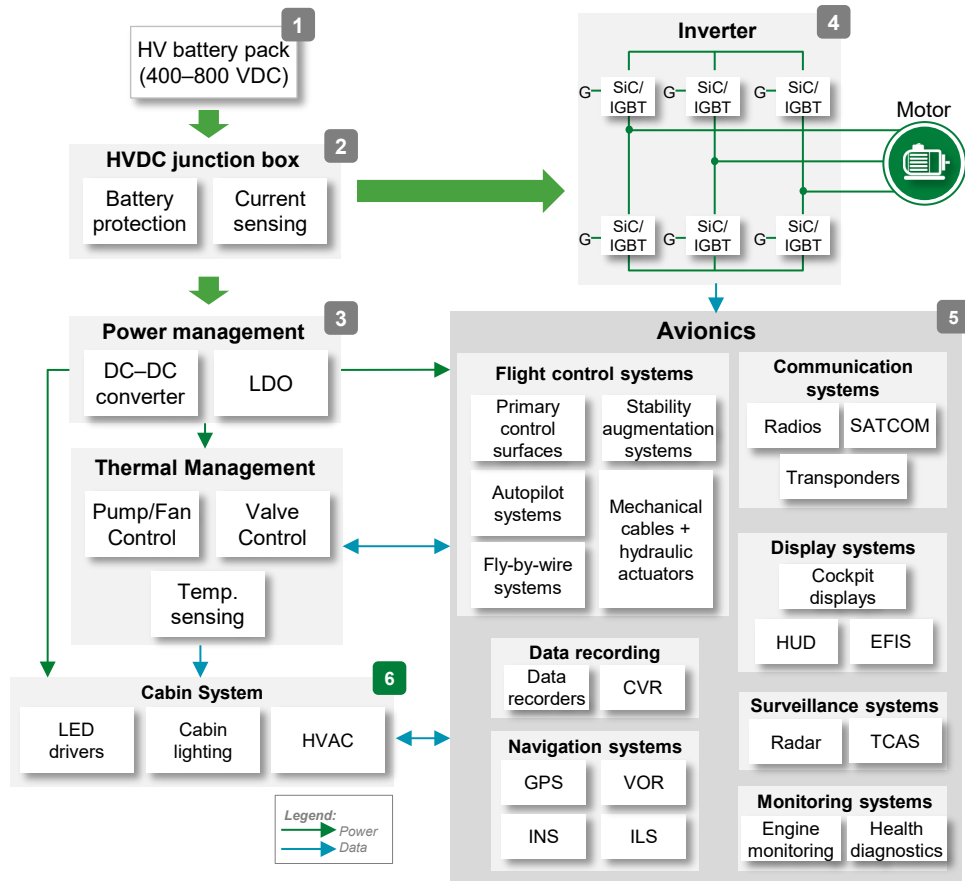 1
HV battery pack
(400–800 VDC)
2
HVDC junction box
Battery
protection
Current
sensing
3
Power management
DC–DC
converter
LDO
Thermal Management
Pump/Fan
Control
Valve
Control
Temp.
sensing
6
Cabin System
LED
drivers
Cabin
lighting
HVAC
Legend:
Power
Data
4
Inverter
G
SiC/
IGBT
G
SiC/
IGBT
G
SiC/
IGBT
Motor
G
SiC/
IGBT
G
SiC/
IGBT
G
SiC/
IGBT
5
Avionics
Flight control systems
Primary
control
surfaces
Stability
augmentation
systems
Autopilot
systems
Mechanical
cables +
hydraulic
actuators
Fly-by-wire
systems
Data recording
Data
recorders
CVR
Navigation systems
GPS
VOR
INS
ILS
Communication
systems
Radios
SATCOM
Transponders
Display systems
Cockpit
displays
HUD
EFIS
Surveillance systems
Radar
TCAS
Monitoring systems
Engine
monitoring
Health
diagnostics